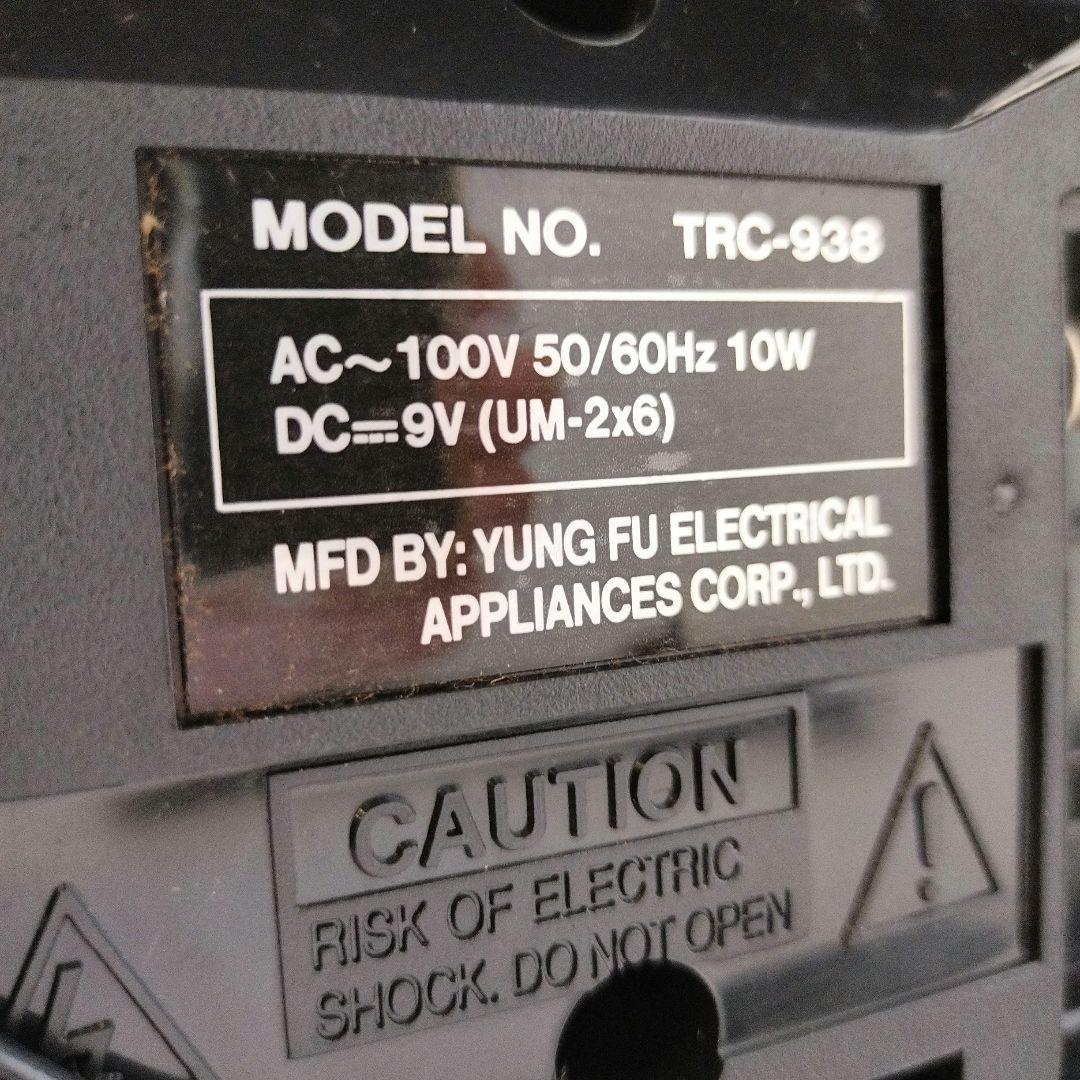 MODEL NO. TRC-938
AC~100V 50/60Hz 10W
DC⎓9V (UM-2x6)
MFD BY: YUNG FU ELECTRICAL
APPLIANCES CORP., LTD.
CAUTION
RISK OF ELECTRIC
SHOCK. DO NOT OPEN